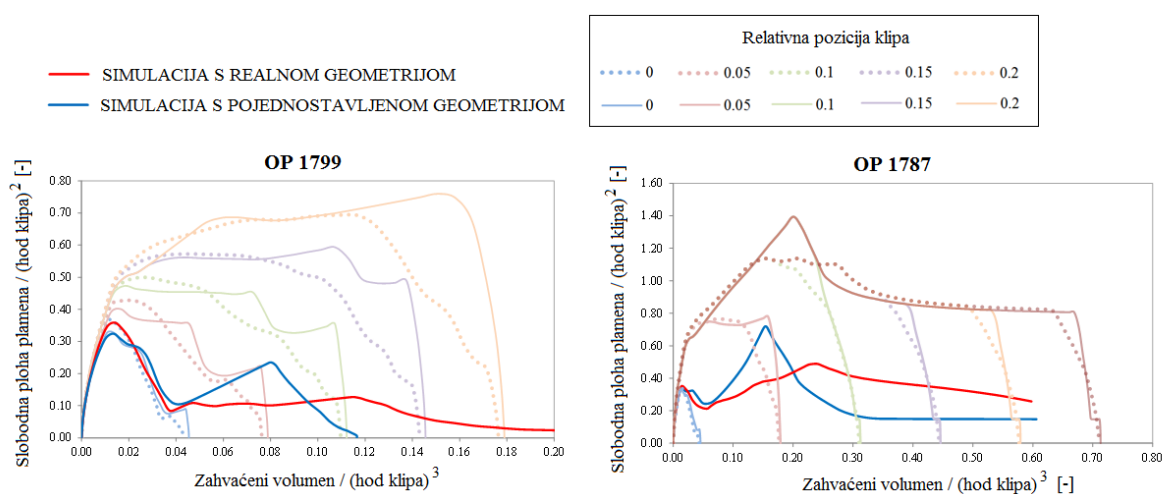 Relativna pozicija klipa
0 0.05 0.1 0.15 0.2
0 0.05 0.1 0.15 0.2
SIMULACIJA S REALNOM GEOMETRIJOM
SIMULACIJA S POJEDNOSTAVLJENOM GEOMETRIJOM
OP 1799
Slobodna ploha plamena / (hod klipa)² [-]
0.80
0.70
0.60
0.50
0.40
0.30
0.20
0.10
0.00
0.00 0.02 0.04 0.06 0.08 0.10 0.12 0.14 0.16 0.18 0.20
Zahvaćeni volumen / (hod klipa)³
OP 1787
Slobodna ploha plamena / (hod klipa)² [-]
1.60
1.40
1.20
1.00
0.80
0.60
0.40
0.20
0.00
0.00 0.10 0.20 0.30 0.40 0.50 0.60 0.70 0.80
Zahvaćeni volumen / (hod klipa)³ [-]